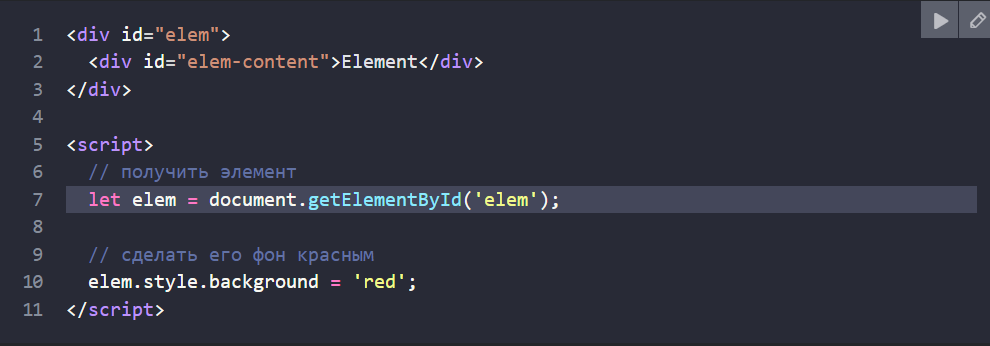 1 <div id="elem">
2   <div id="elem-content">Element</div>
3 </div>
4
5 <script>
6   // получить элемент
7   let elem = document.getElementById('elem');
8
9   // сделать его фон красным
10   elem.style.background = 'red';
11 </script>